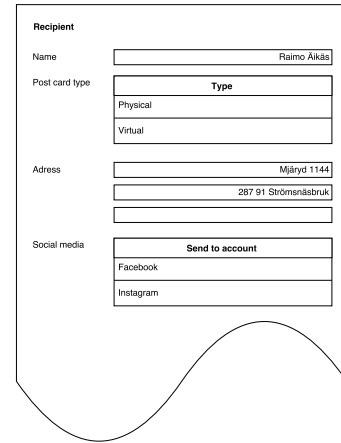 Recipient
Name Raimo Äikäs
Post card type Type
Physical
Virtual
Adress Mjäryd 1144
287 91 Strömsnäsbruk
Social media Send to account
Facebook
Instagram